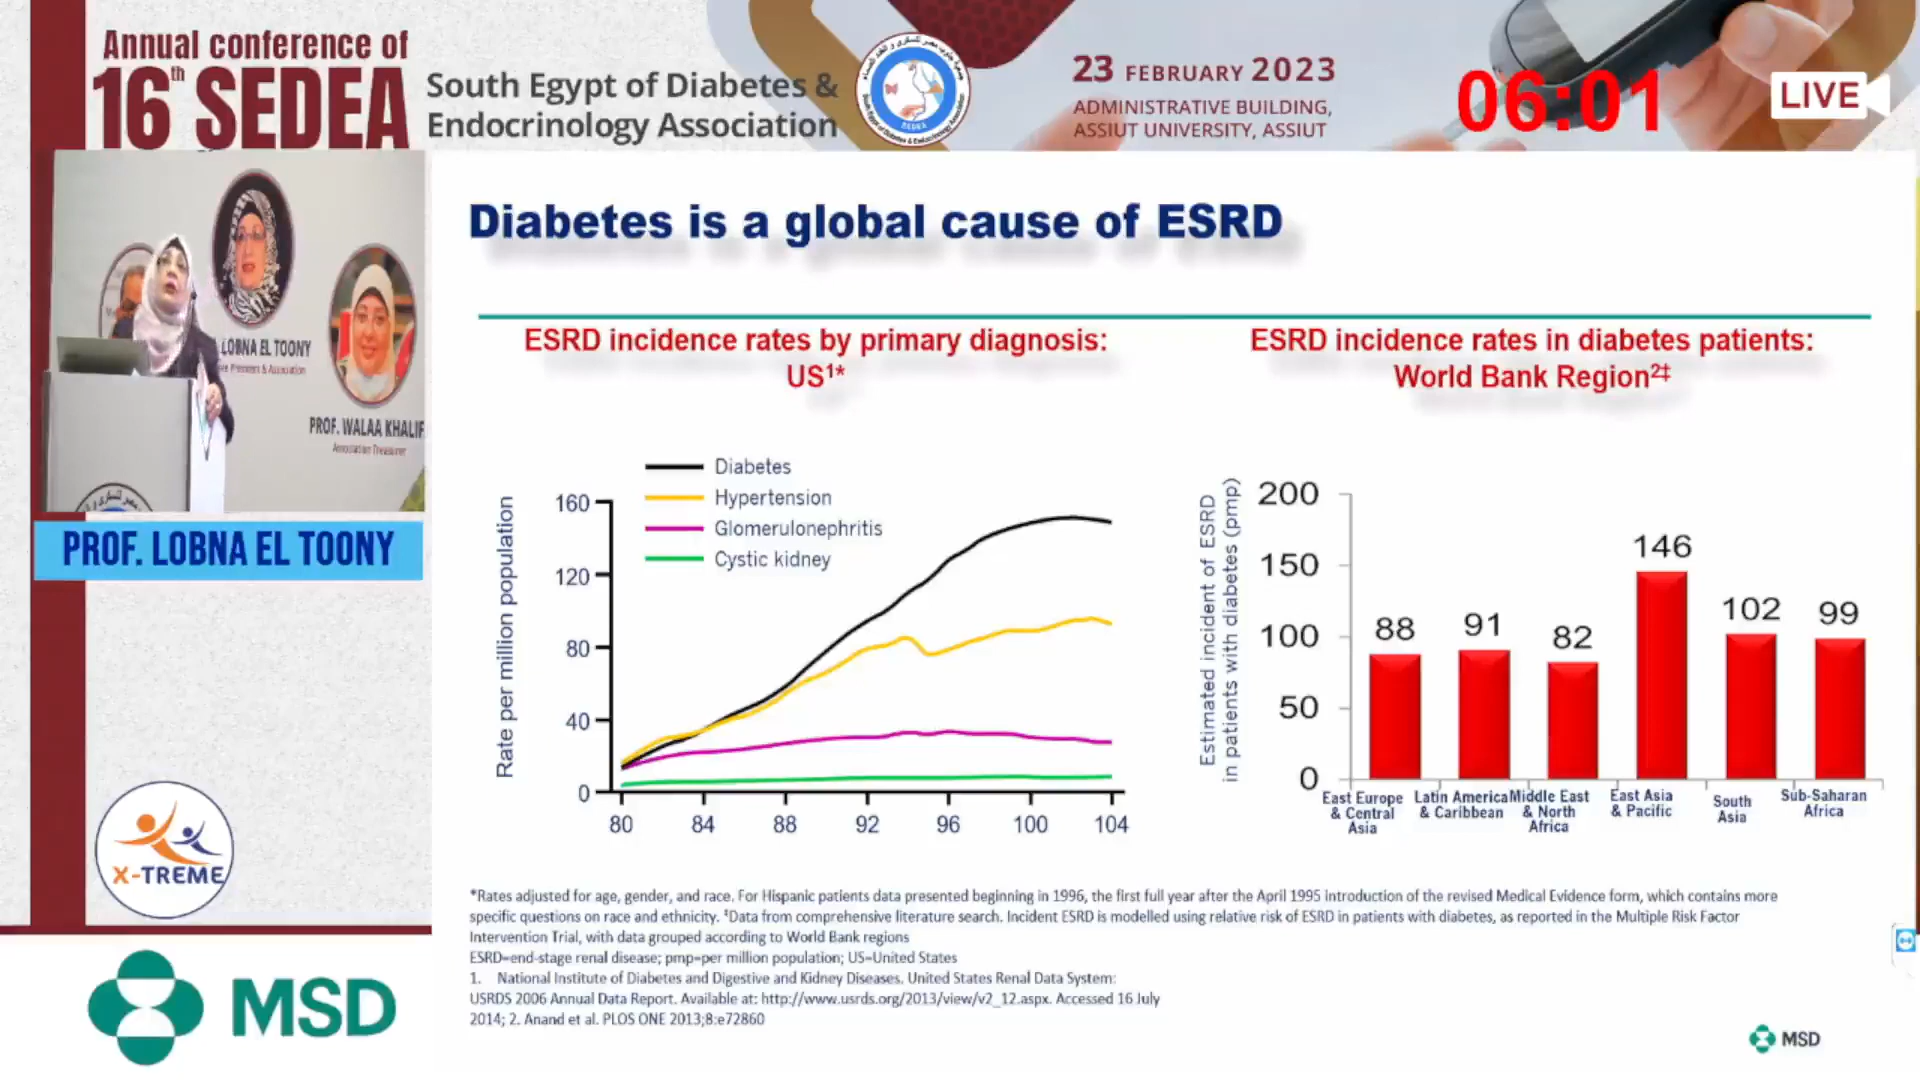 Annual conference of
16th SEDEA
South Egypt of Diabetes &
Endocrinology Association
SEDEA
23 FEBRUARY 2023
ADMINISTRATIVE BUILDING,
ASSIUT UNIVERSITY, ASSIUT
06:01
LIVE
LOBNA EL TOONY
PROF. WALAA KHALIF
Association Treasurer
PROF. LOBNA EL TOONY
X-TREME
MSD
Diabetes is a global cause of ESRD
ESRD incidence rates by primary diagnosis:
US¹*
Diabetes
Hypertension
Glomerulonephritis
Cystic kidney
Rate per million population
160
120
80
40
0
80 84 88 92 96 100 104
ESRD incidence rates in diabetes patients:
World Bank Region²‡
Estimated incident of ESRD
in patients with diabetes (pmp)
200
150
100
50
0
88 91 82 146 102 99
East Europe
& Central
Asia
Latin America
& Caribbean
Middle East
& North
Africa
East Asia
& Pacific
South
Asia
Sub-Saharan
Africa
*Rates adjusted for age, gender, and race. For Hispanic patients data presented beginning in 1996, the first full year after the April 1995 introduction of the revised Medical Evidence form, which contains more
specific questions on race and ethnicity. ‡Data from comprehensive literature search. Incident ESRD is modelled using relative risk of ESRD in patients with diabetes, as reported in the Multiple Risk Factor
Intervention Trial, with data grouped according to World Bank regions
ESRD=end-stage renal disease; pmp=per million population; US=United States
1. National Institute of Diabetes and Digestive and Kidney Diseases. United States Renal Data System:
USRDS 2006 Annual Data Report. Available at: http://www.usrds.org/2013/view/v2_12.aspx. Accessed 16 July
2014; 2. Anand et al. PLOS ONE 2013;8:e72860
MSD